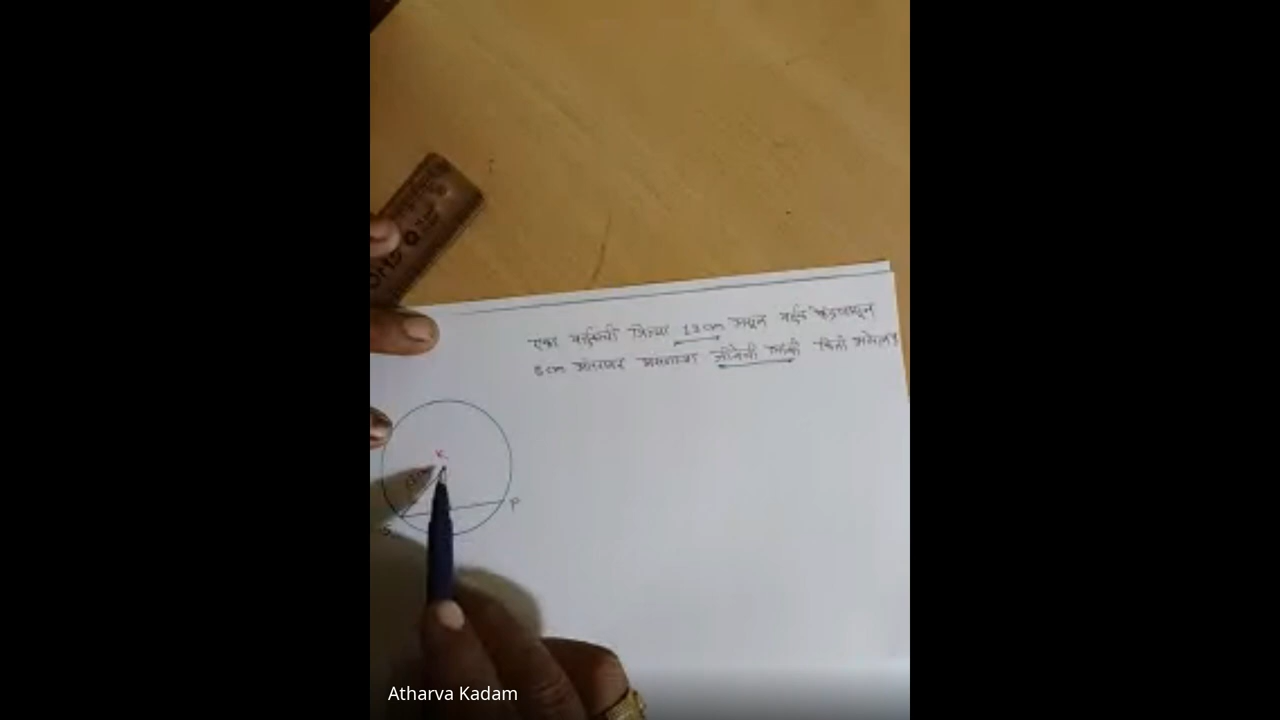 एका वर्तुळाची त्रिज्या 13 cm असून वर्तुळ केंद्रापासून
5 cm अंतरावर असणाऱ्या जीवेची लांबी किती असेल?
K
P
S
Atharva Kadam